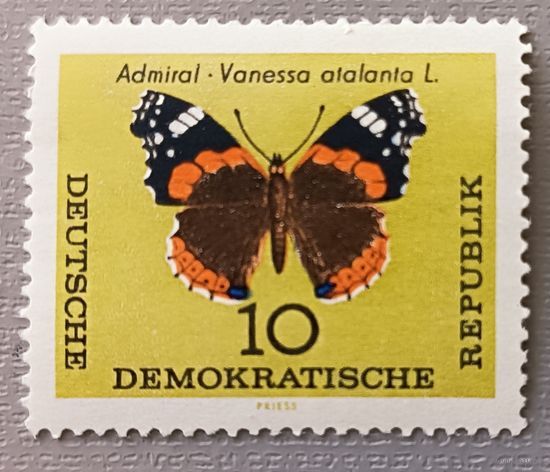 Admiral · Vanessa atalanta L.
DEUTSCHE
10
DEMOKRATISCHE
REPUBLIK
PRIESS